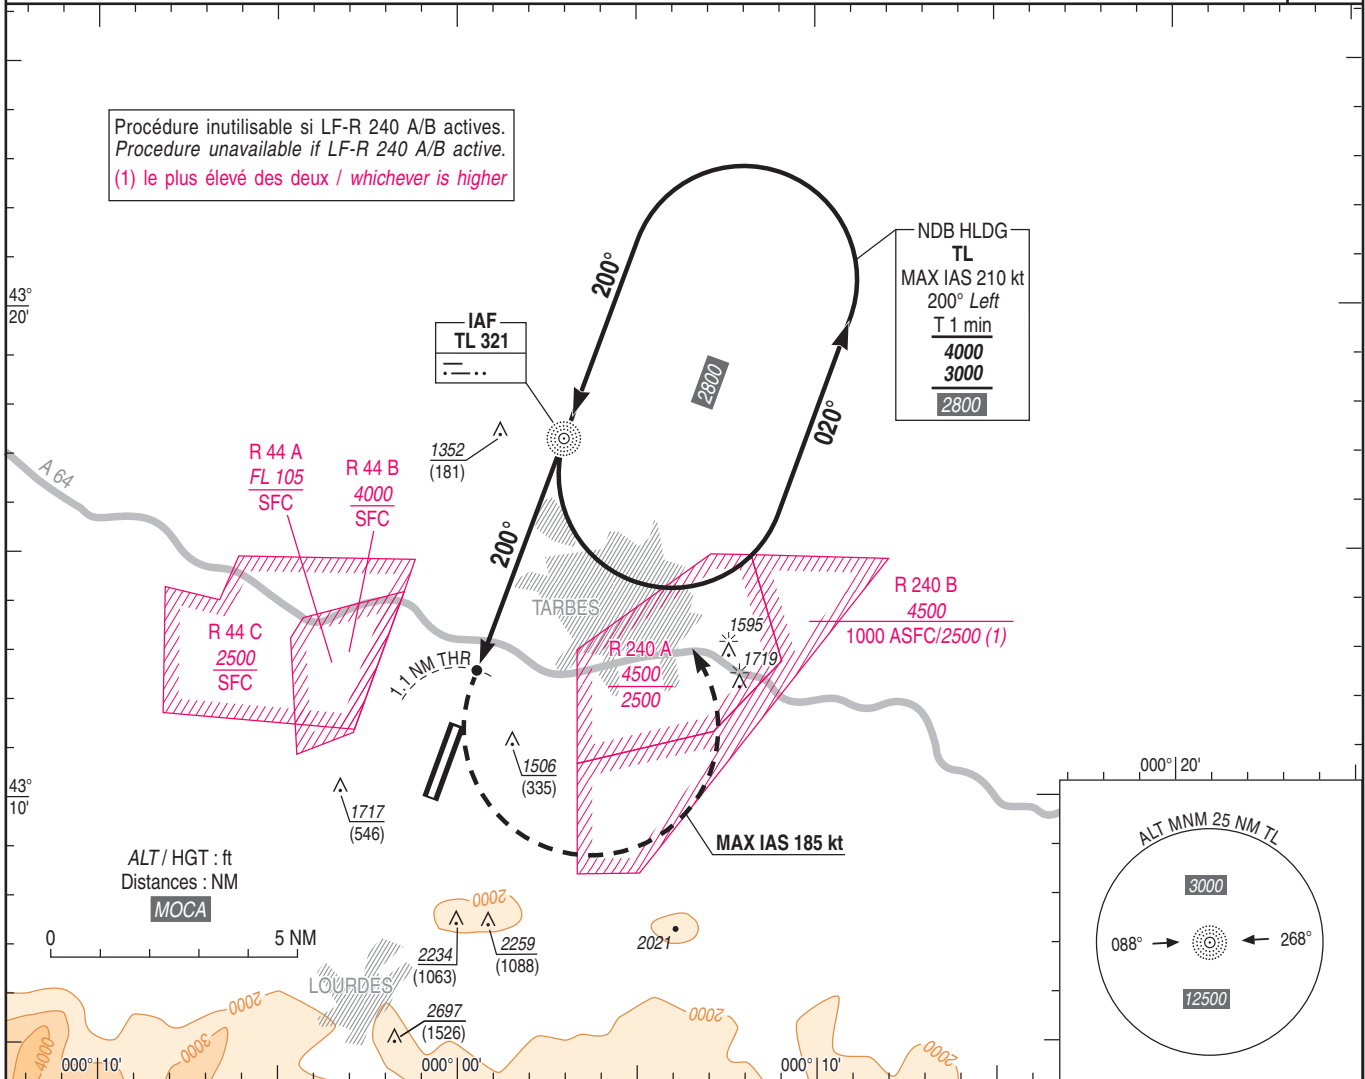 Procédure inutilisable si LF-R 240 A/B actives.
Procedure unavailable if LF-R 240 A/B active.
(1) le plus élevé des deux / whichever is higher
NDB HLDG
TL
MAX IAS 210 kt
200° Left
T 1 min
4000
3000
2800
200°
2800
020°
43°
20'
IAF
TL 321
1352
(181)
A 64
R 44 A
FL 105
SFC
R 44 B
4000
SFC
200°
TARBES
R 240 B
4500
1000 ASFC/2500 (1)
R 44 C
2500
SFC
1595
1719
R 240 A
4500
2500
1.1 NM THR
1506
(335)
43°
10'
1717
(546)
MAX IAS 185 kt
000° 20'
ALT MNM 25 NM TL
3000
088°
268°
12500
ALT / HGT : ft
Distances : NM
MOCA
0
5 NM
2000
2234
(1063)
2259
(1088)
2021
LOURDES
2697
(1526)
2000
2000
2000
3000
4000
000° 10'
000° 00'
000° 10'